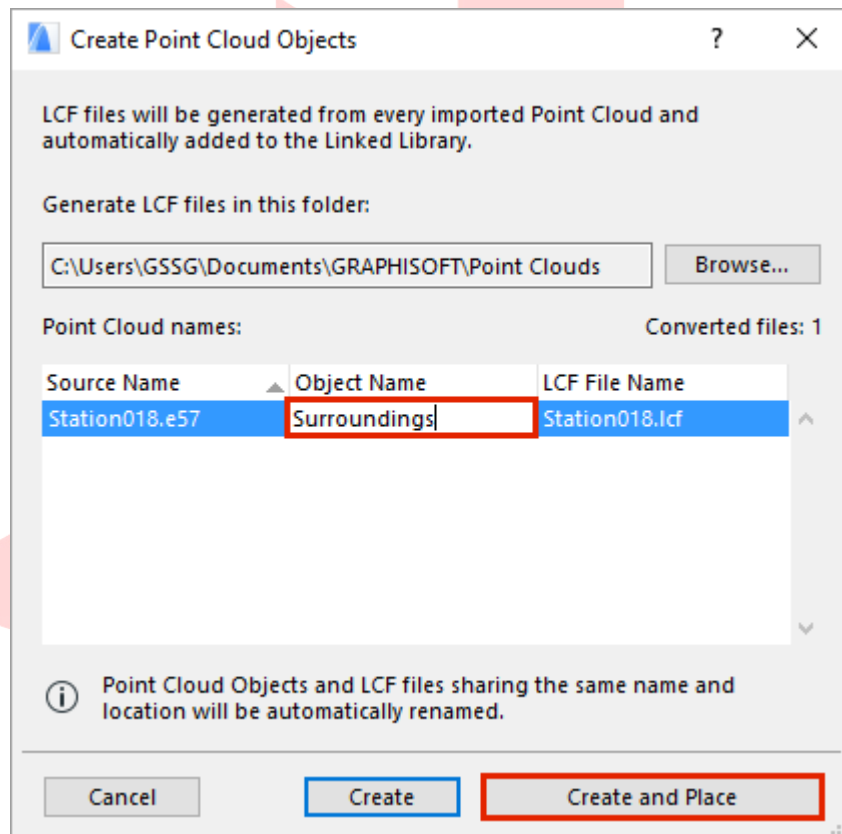 Create Point Cloud Objects ?
LCF files will be generated from every imported Point Cloud and
automatically added to the Linked Library.
Generate LCF files in this folder:
C:\Users\GSSG\Documents\GRAPHISOFT\Point Clouds Browse...
Point Cloud names: Converted files: 1
Source Name Object Name LCF File Name
Station018.e57 Surroundings Station018.lcf
Point Cloud Objects and LCF files sharing the same name and
location will be automatically renamed.
Cancel Create Create and Place